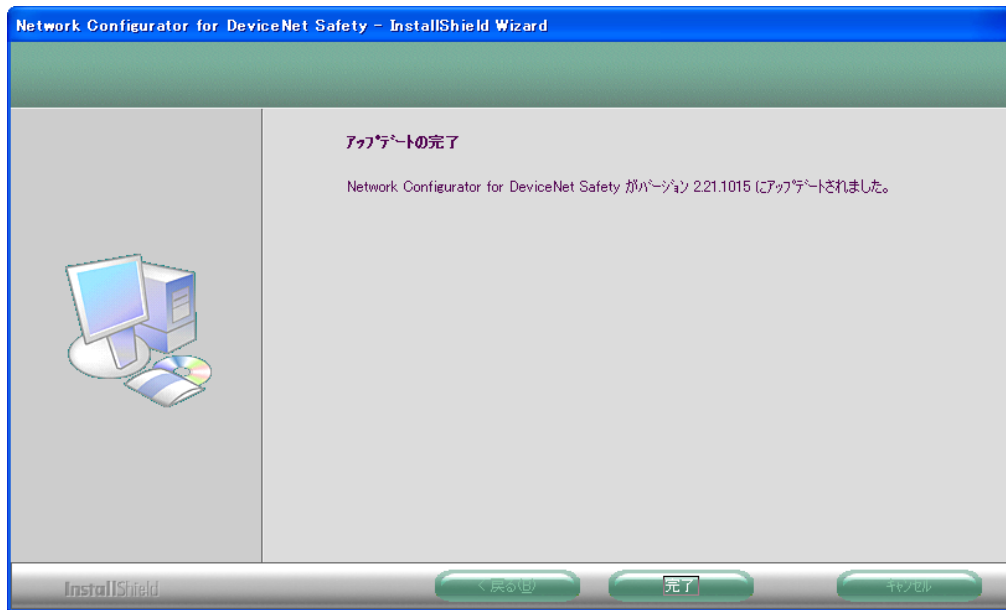 Network Configurator for DeviceNet Safety - InstallShield Wizard
アップデートの完了
Network Configurator for DeviceNet Safety がバージョン 2.21.1015 にアップデートされました。
InstallShield
< 戻る(B)
完了
キャンセル